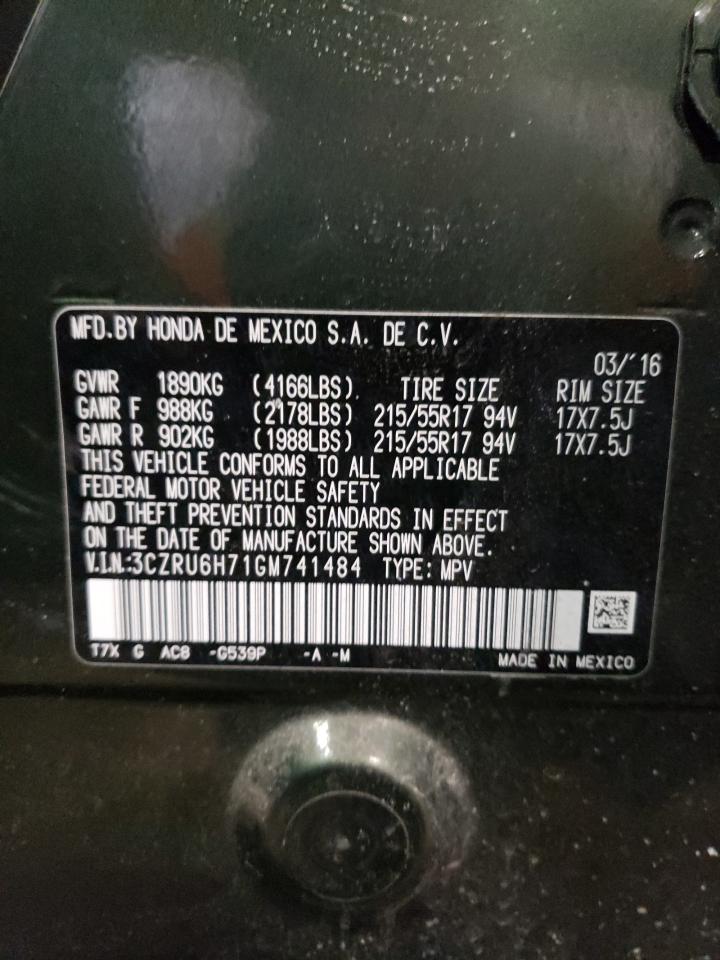 MFD.BY HONDA DE MEXICO S.A. DE C.V.
03/'16
GVWR 1890KG (4166LBS) TIRE SIZE RIM SIZE
GAWR F 988KG (2178LBS) 215/55R17 94V 17X7.5J
GAWR R 902KG (1988LBS) 215/55R17 94V 17X7.5J
THIS VEHICLE CONFORMS TO ALL APPLICABLE
FEDERAL MOTOR VEHICLE SAFETY
AND THEFT PREVENTION STANDARDS IN EFFECT
ON THE DATE OF MANUFACTURE SHOWN ABOVE.
V.I.N.:3CZRU6H71GM741484 TYPE: MPV
T7X G AC8 -G539P -A -M
MADE IN MEXICO